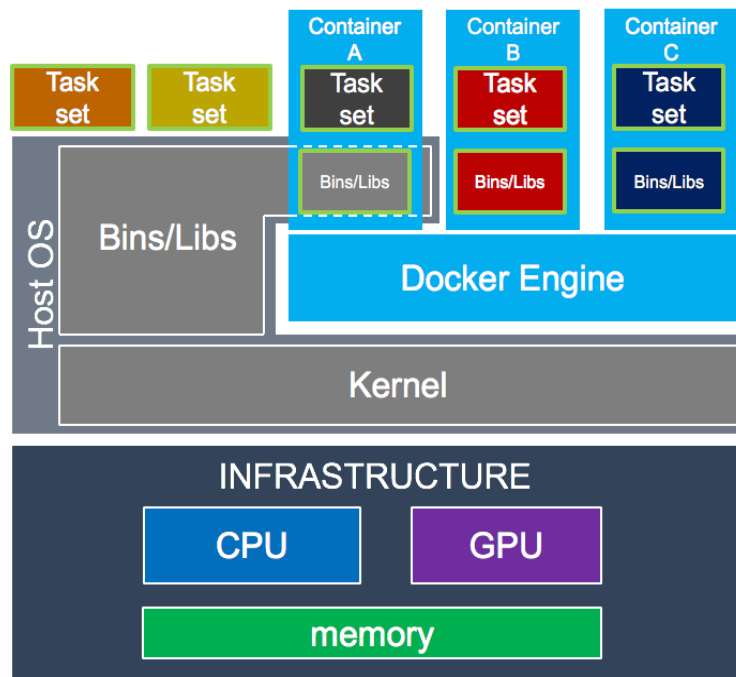 Container
A
Container
B
Container
C
Task
set
Task
set
Task
set
Task
set
Task
set
Bins/Libs
Bins/Libs
Bins/Libs
Bins/Libs
Host OS
Docker Engine
Kernel
INFRASTRUCTURE
CPU
GPU
memory